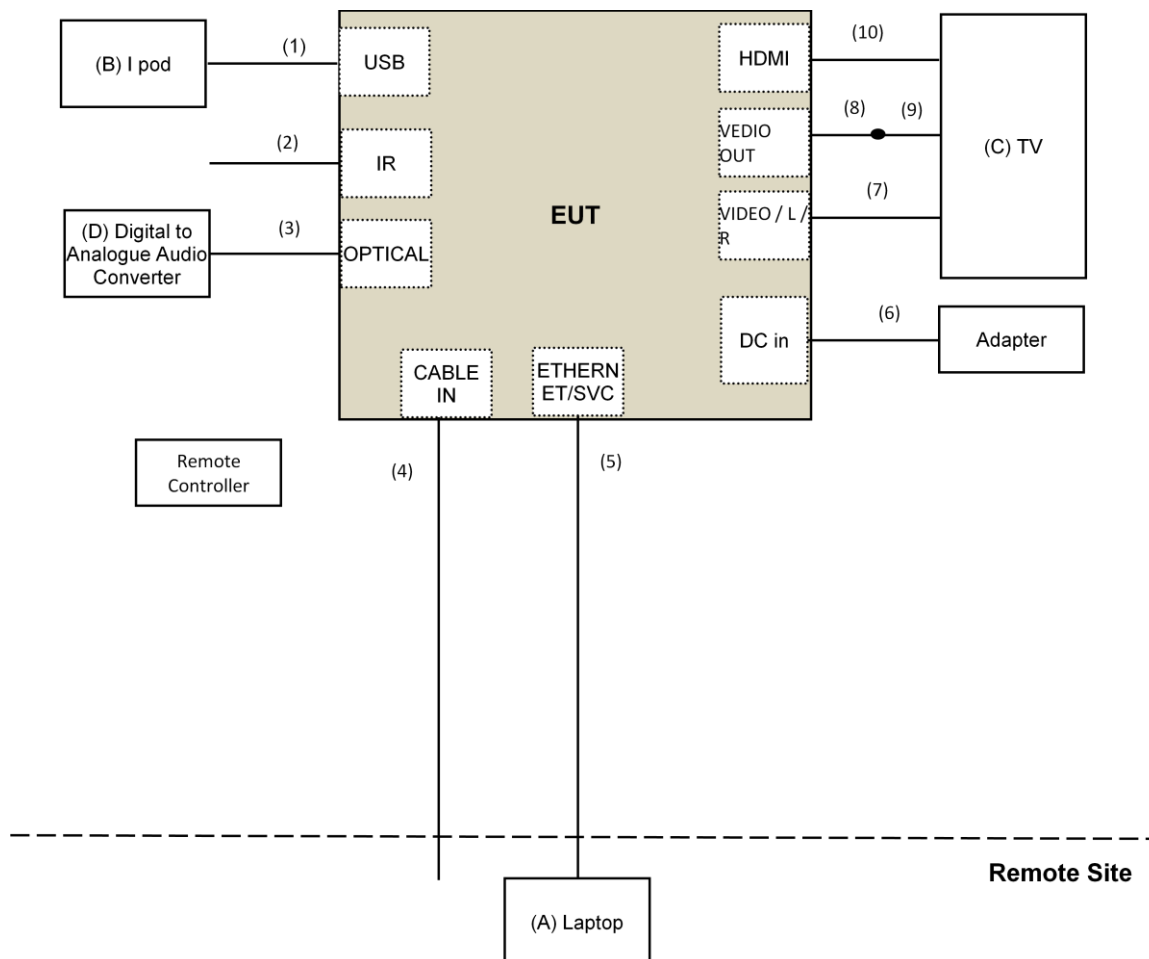 (B) I pod
(1)
USB
HDMI
(10)
(C) TV
(2)
IR
VEDIO
OUT
(8)
(9)
EUT
(D) Digital to
Analogue Audio
Converter
(3)
OPTICAL
VIDEO / L /
R
(7)
DC in
(6)
Adapter
CABLE
IN
ETHERN
ET/SVC
Remote
Controller
(4)
(5)
Remote Site
(A) Laptop